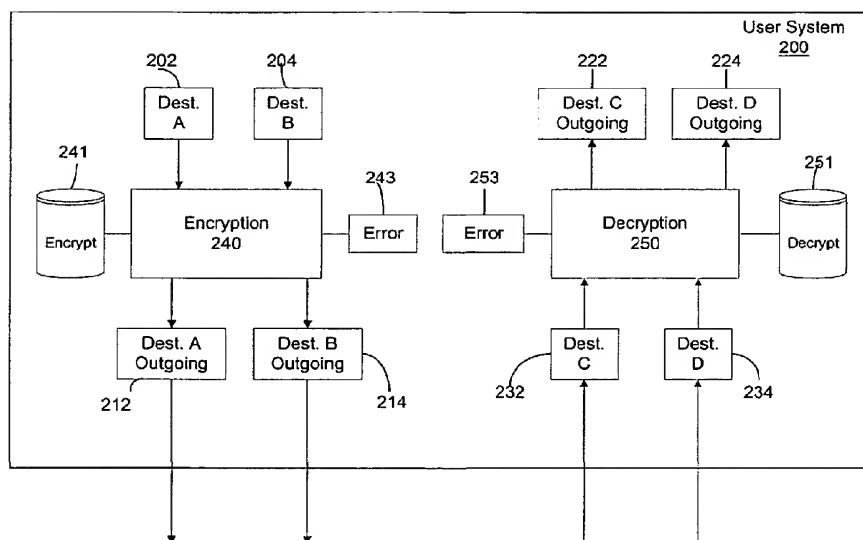 User System
200
202
204
222
224
Dest.
A
Dest.
B
Dest. C
Outgoing
Dest. D
Outgoing
241
243
253
251
Encrypt
Encryption
240
Error
Error
Decryption
250
Decrypt
Dest. A
Outgoing
Dest. B
Outgoing
Dest.
C
Dest.
D
212
214
232
234